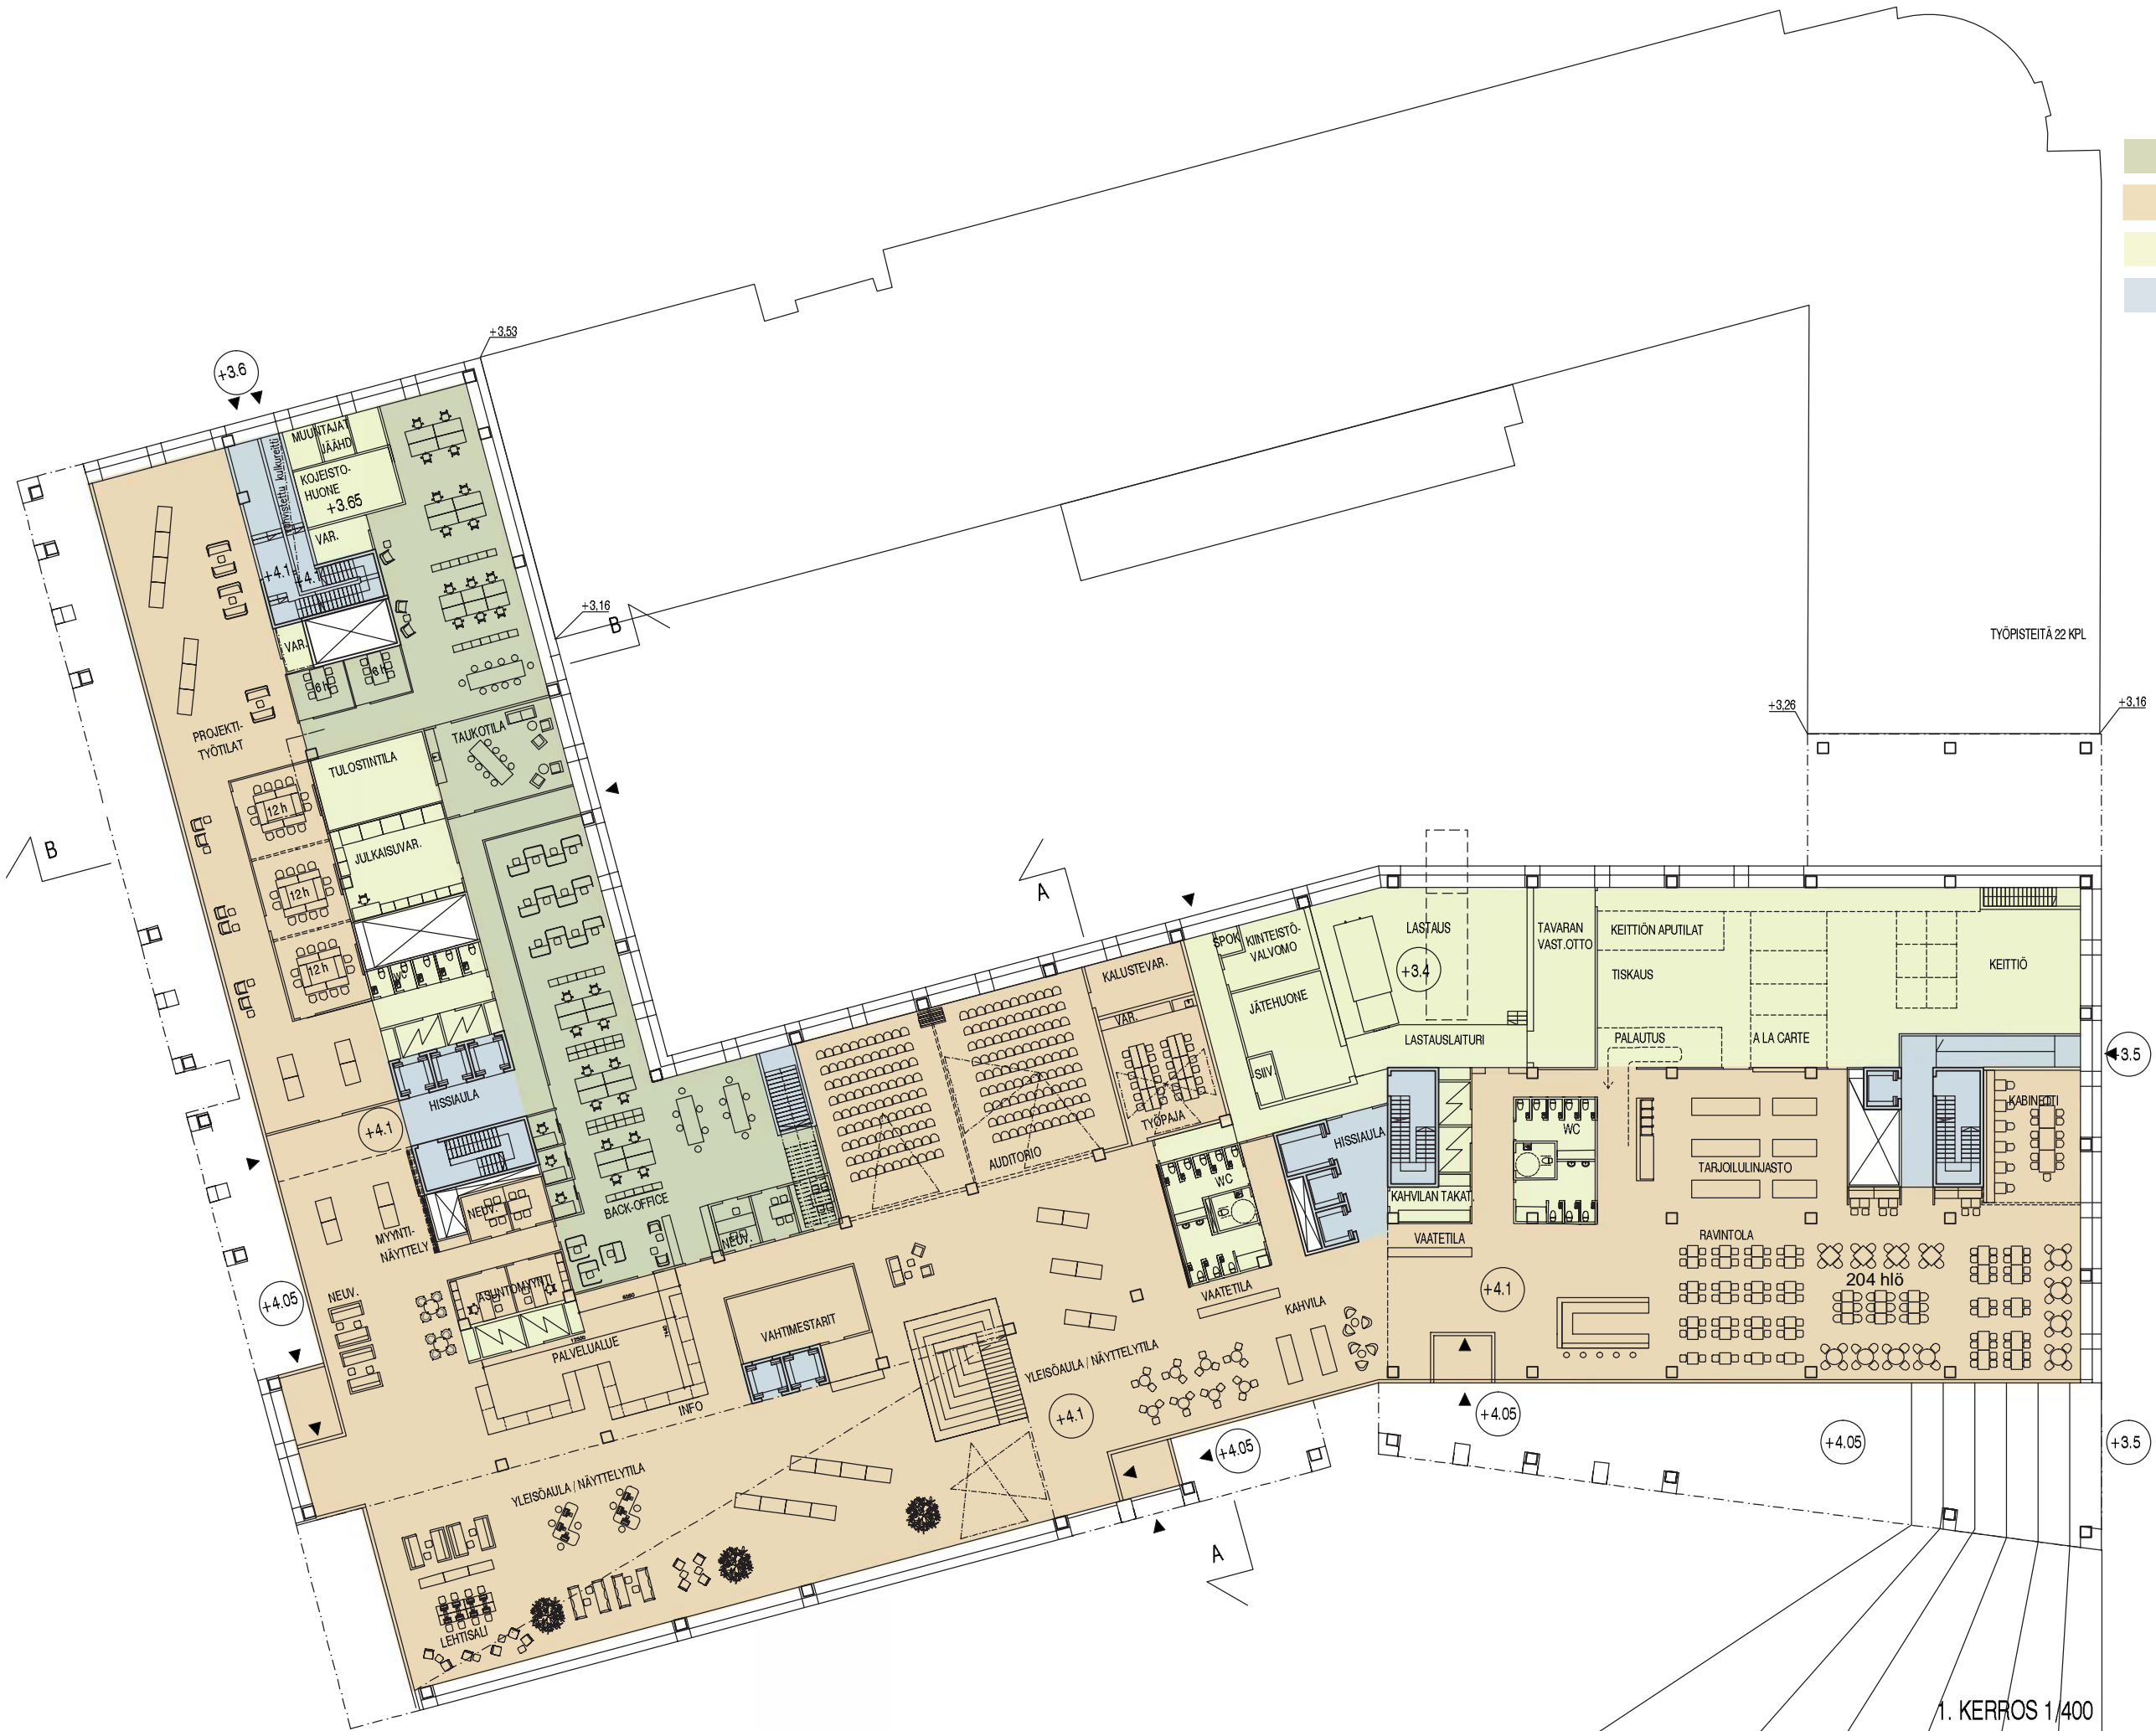 +3.53
+3.6
MUUNTAJAT
JÄÄHD
KOJEISTO-
HUONE
+3.65
VAR.
kulkureitti
+4.1
+4.1
+3.16
B
TYÖPISTEITÄ 22 KPL
VAR.
6 h
6 h
+3.26
+3.16
PROJEKTI-
TYÖTILAT
TAUKOTILA
TULOSTINTILA
12 h
B
JULKAISUVAR.
12 h
A
12 h
WC
KALUSTEVAR.
SPOK
KIINTEISTÖ-
VALVOMO
LASTAUS
TAVARAN
VAST.OTTO
KEITTIÖN APUTILAT
KEITTIÖ
+3.4
TISKAUS
VAR.
JÄTEHUONE
LASTAUSLAITURI
PALAUTUS
A LA CARTE
+3.5
SIIV.
HISSIAULA
+4.1
TYÖPAJA
HISSIAULA
WC
KABINETTI
AUDITORIO
WC
TARJOILULINJASTO
KAHVILAN TAKAT.
NEUV.
BACK-OFFICE
MYYNTI-
NÄYTTELY
NEUV.
VAATETILA
RAVINTOLA
204 hlö
+4.1
NEUV.
+4.05
ASUNTOMYYNTI
VAATETILA
KAHVILA
VAHTIMESTARIT
PALVELUALUE
YLEISÖAULA / NÄYTTELYTILA
INFO
+4.1
+4.05
+4.05
+4.05
+3.5
YLEISÖAULA / NÄYTTELYTILA
A
LEHTISALI
1. KERROS 1/400